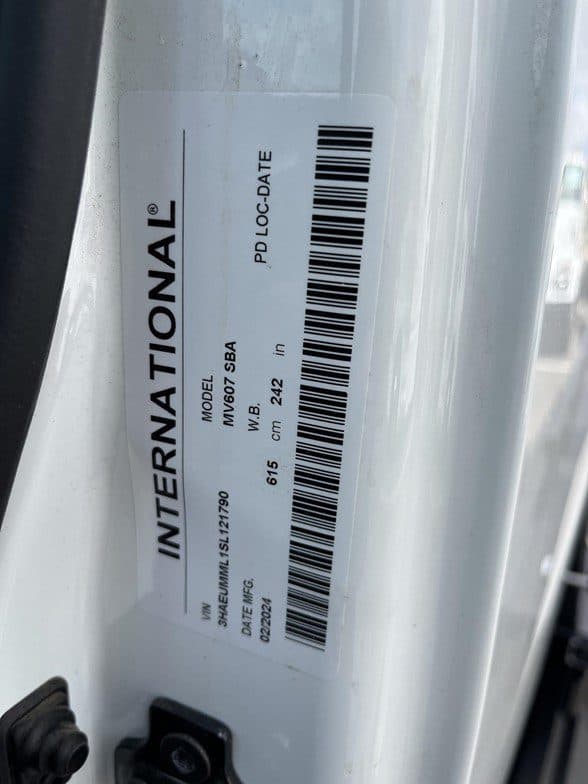 INTERNATIONAL®
VIN
3HAEUMML1SL121790
MODEL
MV607 SBA
DATE MFG.
02/2024
W.B.
615 cm 242 in
PD LOC-DATE